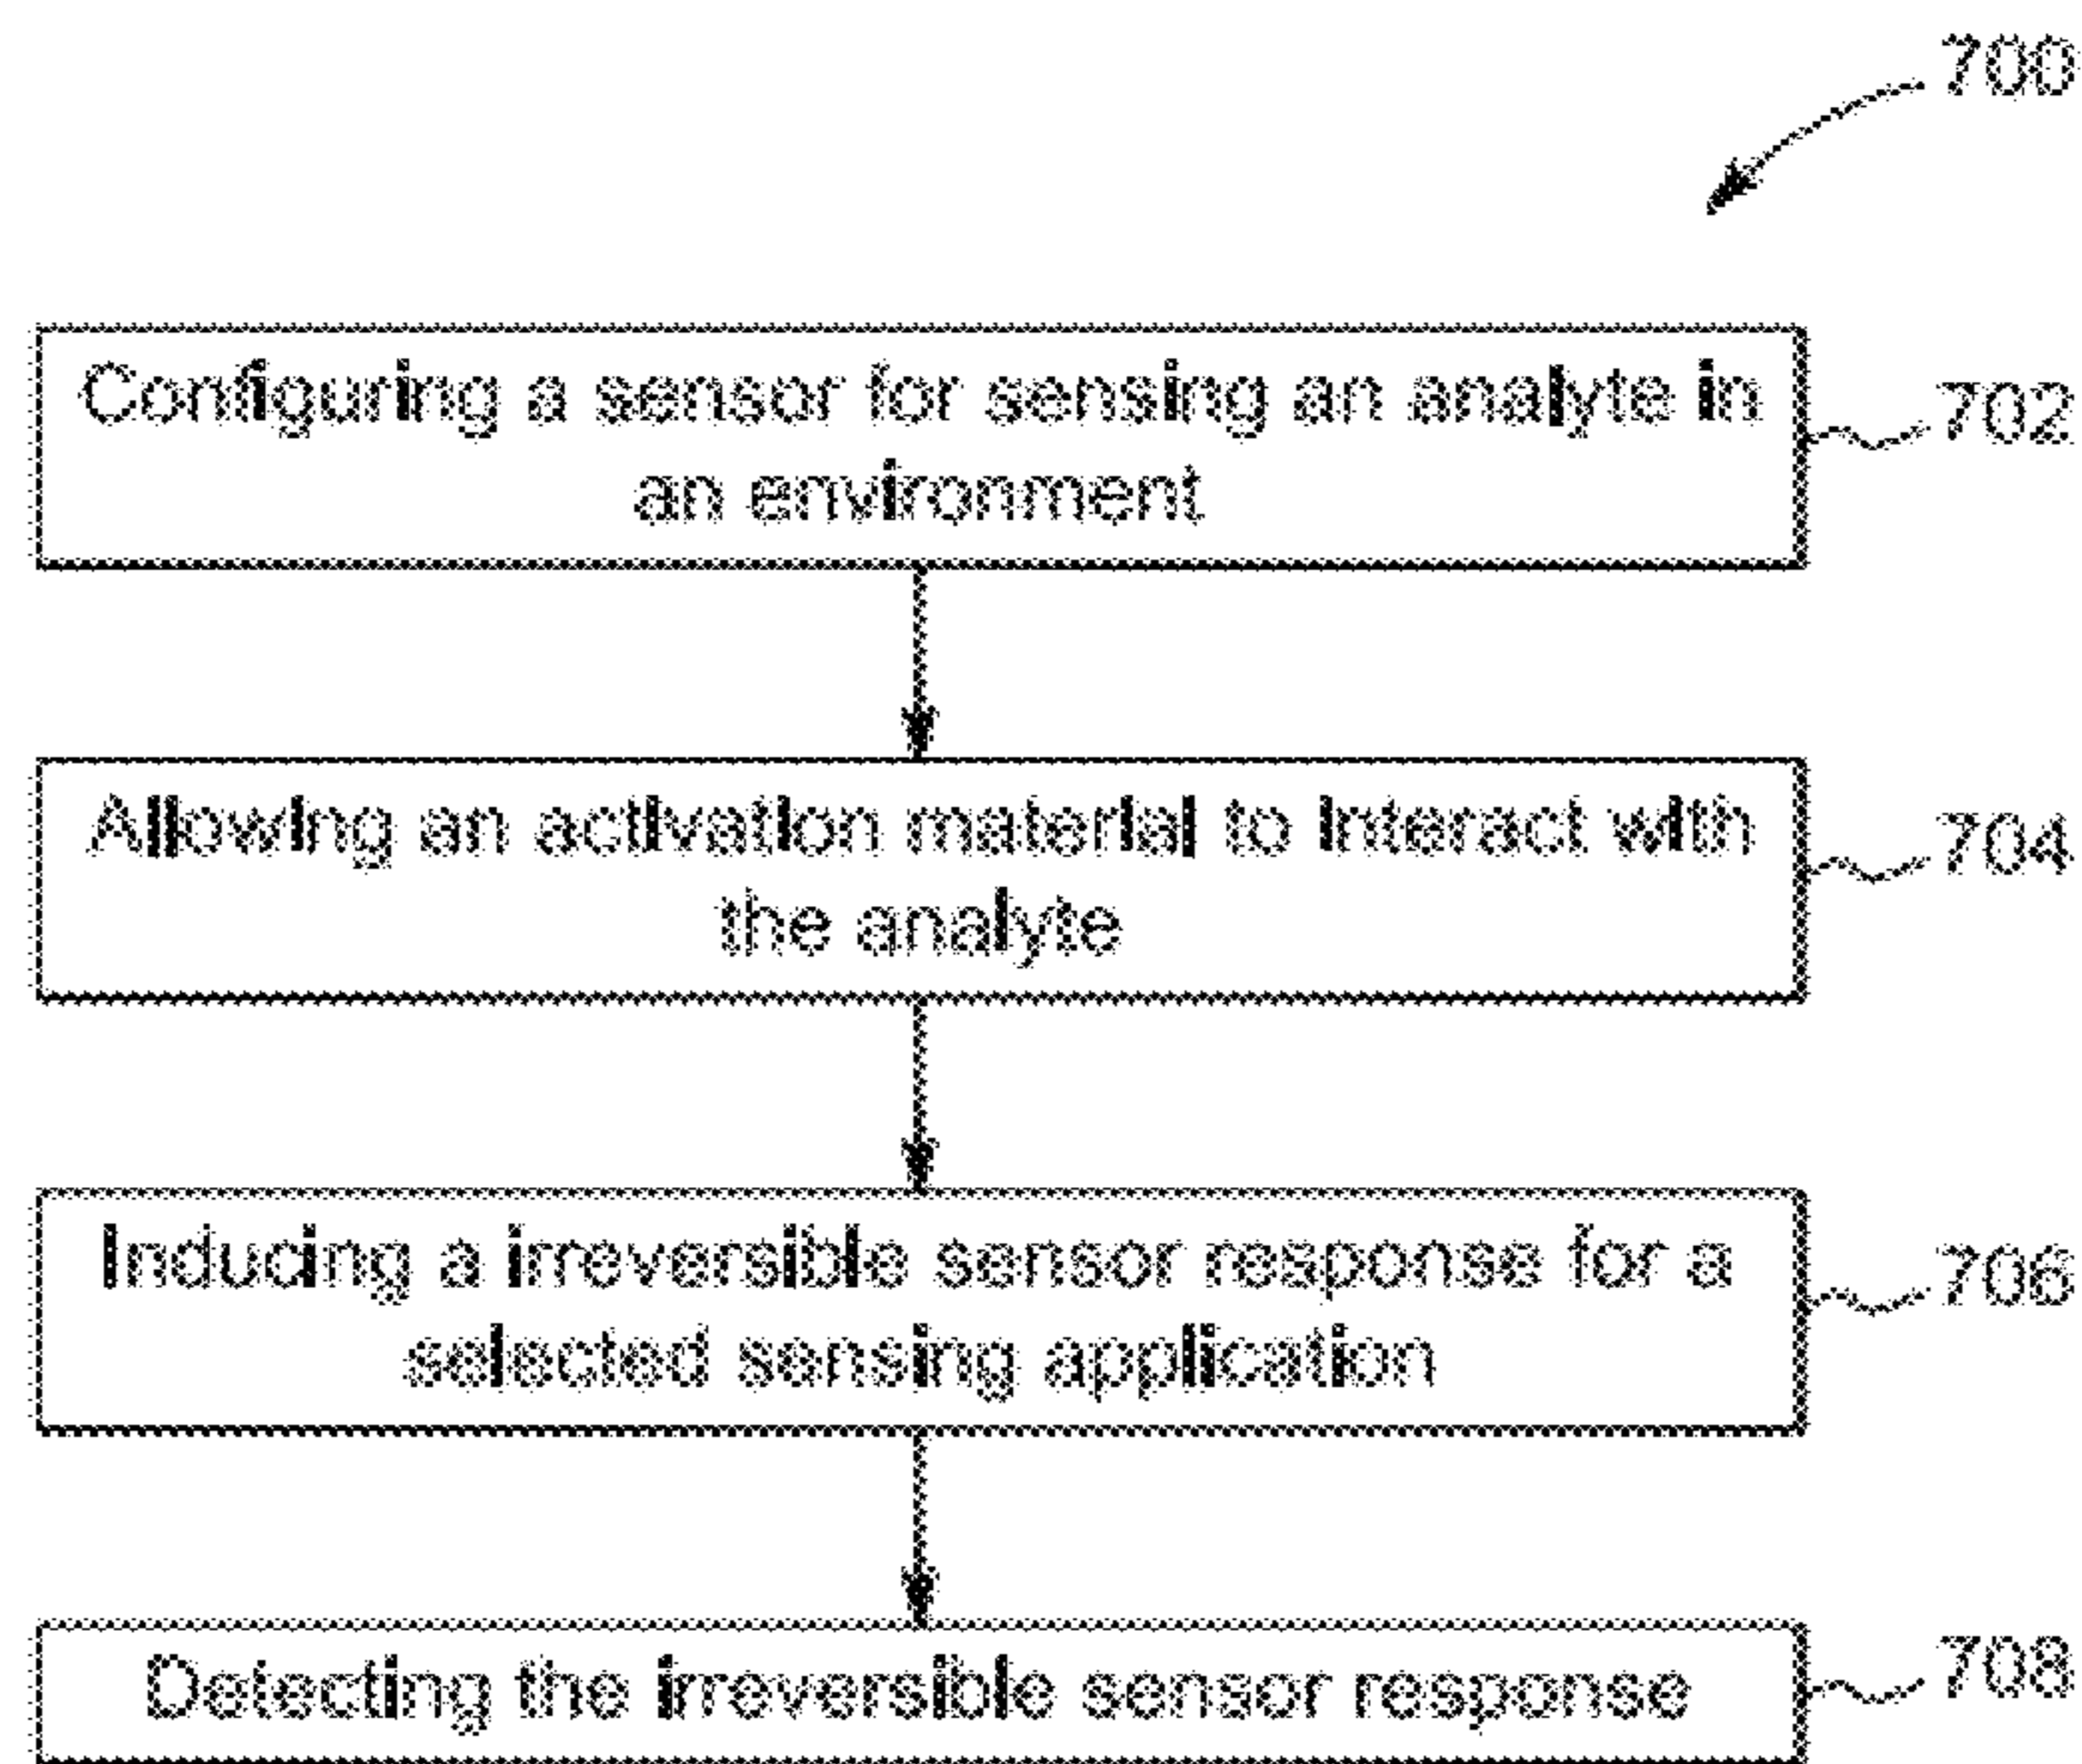 700
Configuring a sensor for sensing an analyte in
an environment
702
Allowing an activation material to interact with
the analyte
704
Inducing a irreversible sensor response for a
selected sensing application
706
Detecting the irreversible sensor response
708